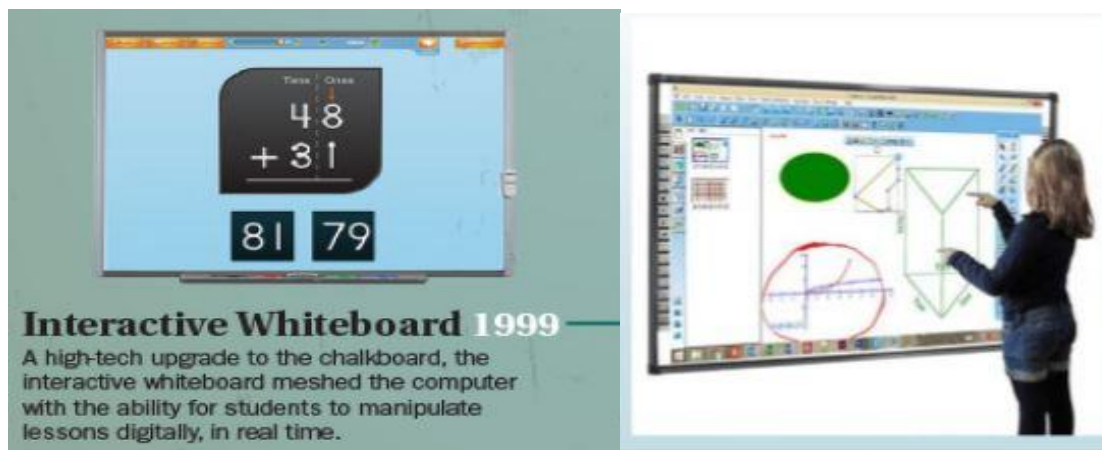 Tens Ones
48
+ 31
81 79
Interactive Whiteboard 1999
A high-tech upgrade to the chalkboard, the
interactive whiteboard meshed the computer
with the ability for students to manipulate
lessons digitally, in real time.